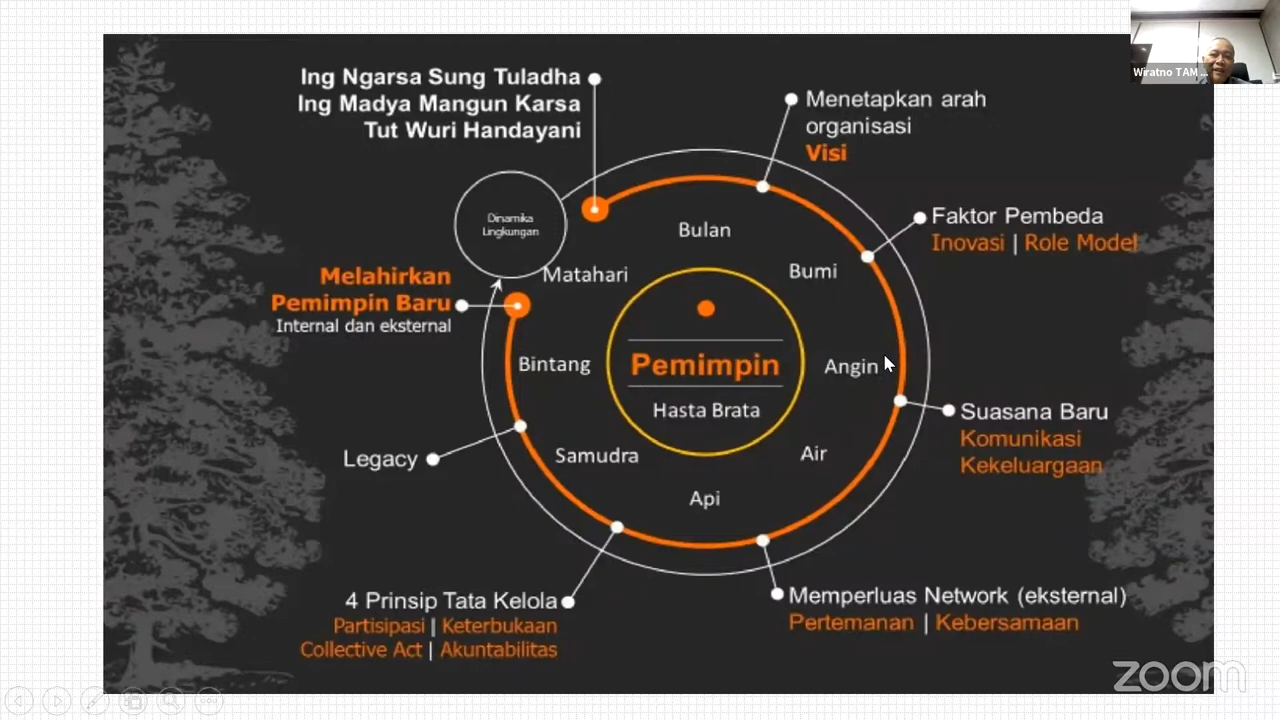 Wiratno TAM ...
Ing Ngarsa Sung Tuladha
Ing Madya Mangun Karsa
Tut Wuri Handayani
Menetapkan arah
organisasi
Visi
Faktor Pembeda
Inovasi | Role Model
Suasana Baru
Komunikasi
Kekeluargaan
Memperluas Network (eksternal)
Pertemanan | Kebersamaan
4 Prinsip Tata Kelola
Partisipasi | Keterbukaan
Collective Act | Akuntabilitas
Legacy
Melahirkan
Pemimpin Baru
Internal dan eksternal
Dinamika
Lingkungan
Bulan
Bumi
Angin
Air
Api
Samudra
Bintang
Matahari
Pemimpin
Hasta Brata
zoom